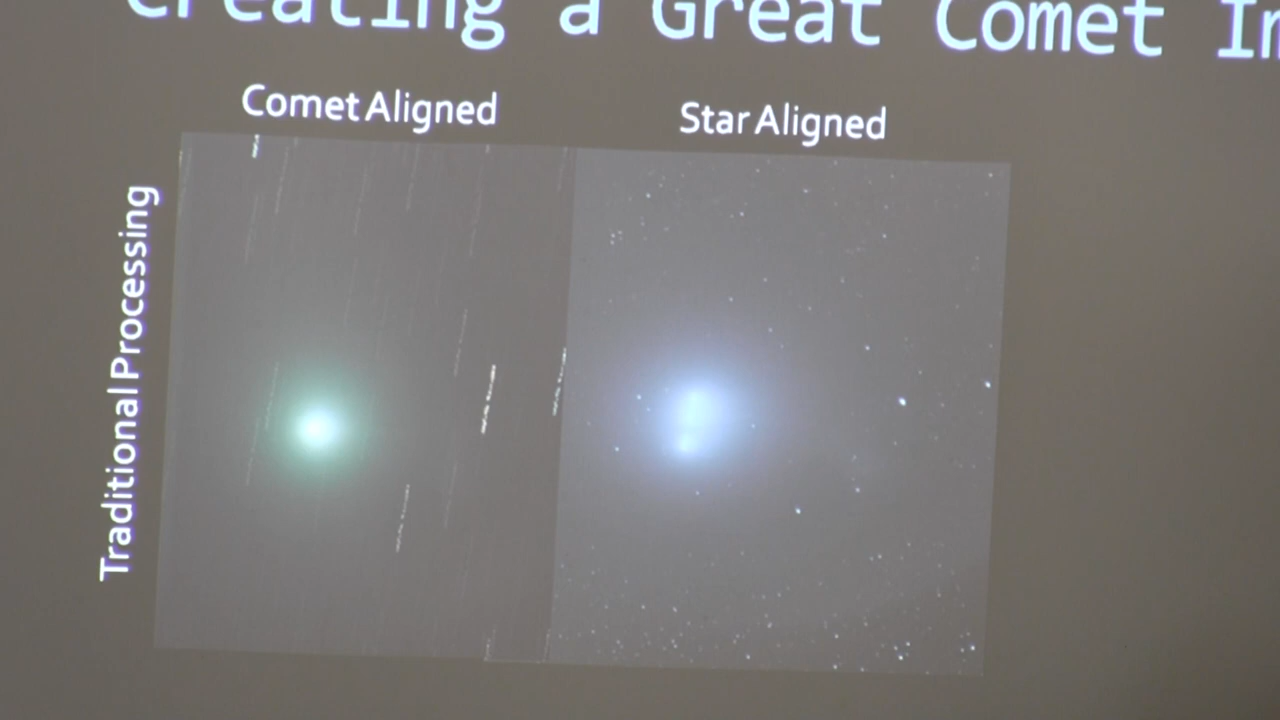 Creating a Great Comet
Comet Aligned
Star Aligned
Traditional Processing